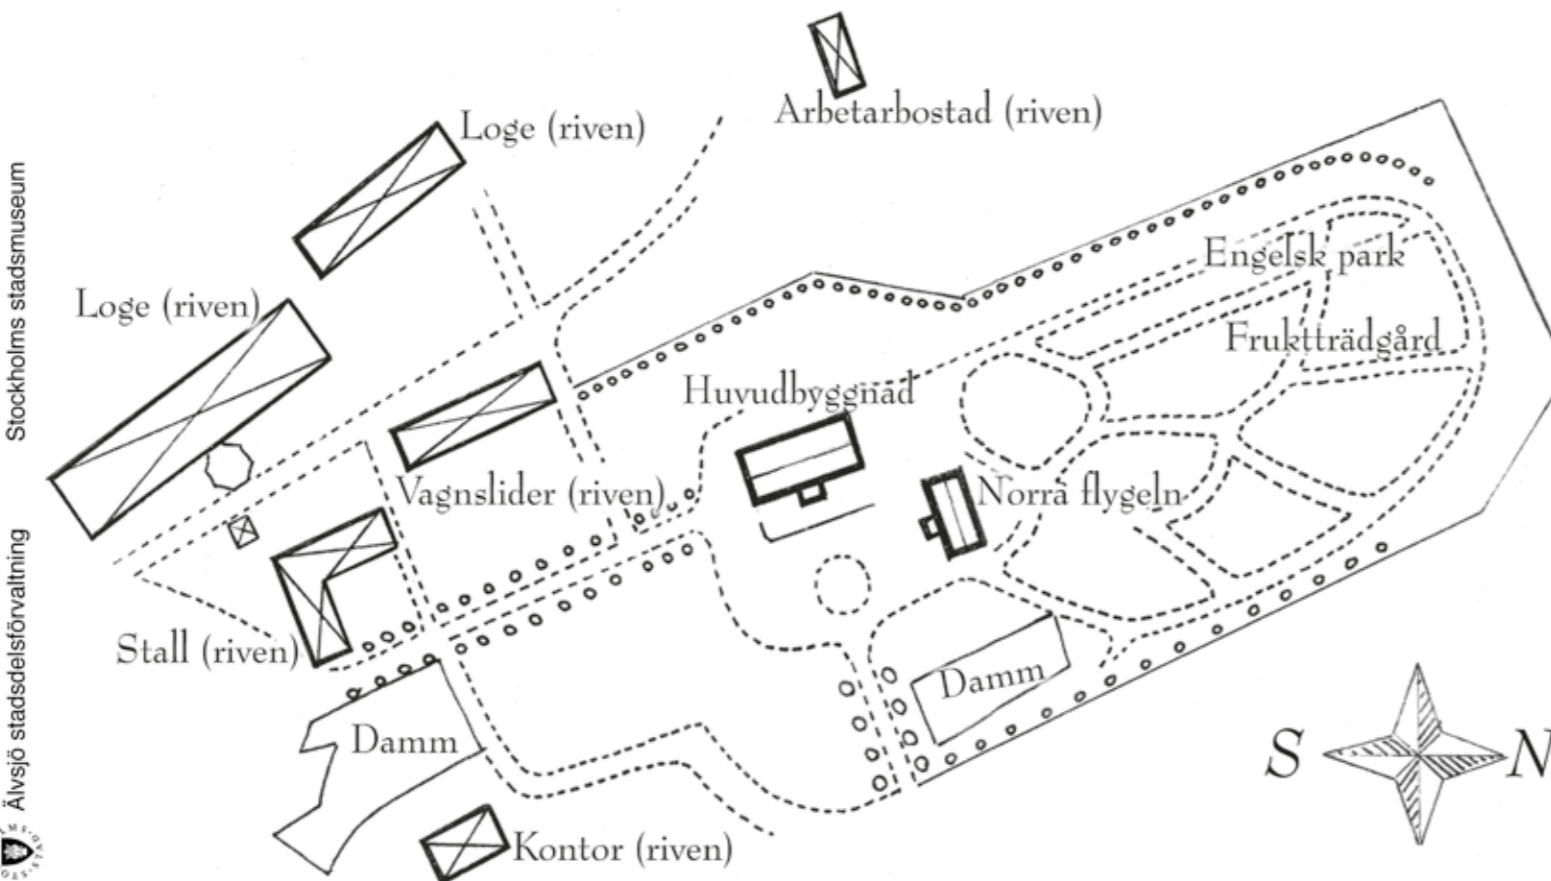 Arbetarbostad (riven)
Loge (riven)
Engelsk park
Loge (riven)
Fruktträdgård
Huvudbyggnad
Vagnslider (riven)
Norra flygeln
Stall (riven)
Damm
Damm
Kontor (riven)
S
N
Stockholms stadsmuseum
Älvsjö stadsdelsförvaltning